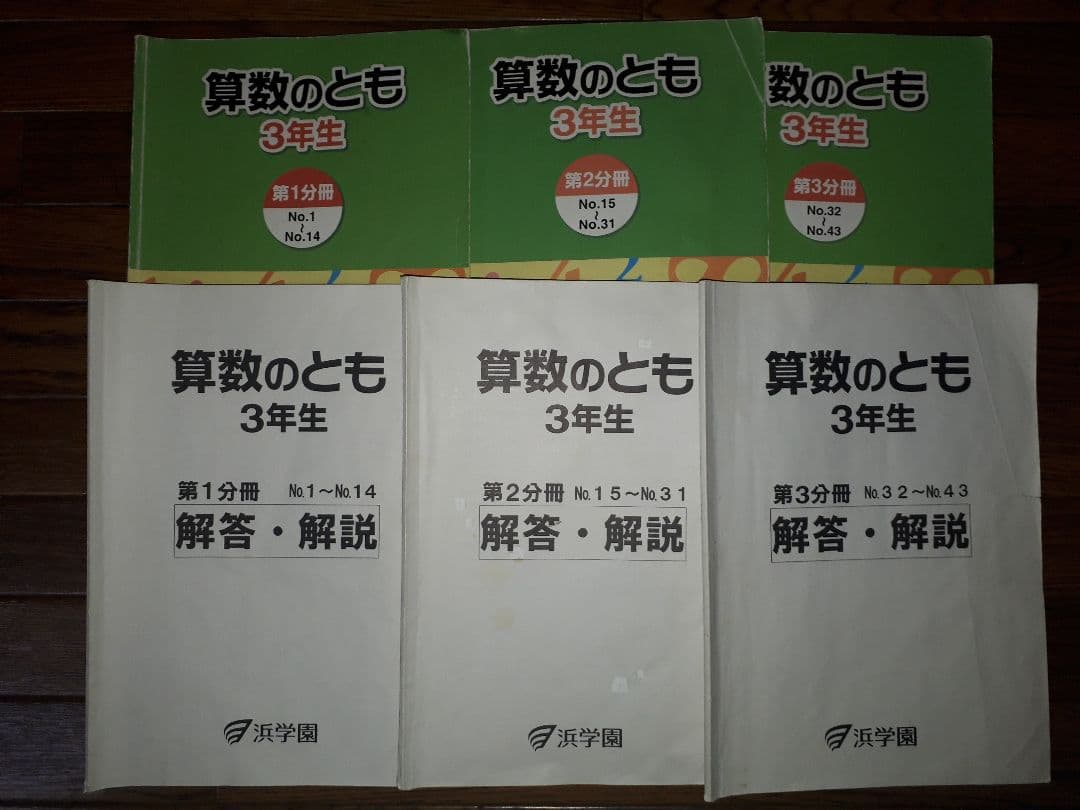 算数のとも
3年生
第1分冊
No.1
~
No.14
算数のとも
3年生
第2分冊
No.15
~
No.31
数のとも
3年生
第3分冊
No.32
~
No.43
算数のとも
3年生
第1分冊 No.1~No.14
解答・解説
浜学園
算数のとも
3年生
第2分冊 No.15~No.31
解答・解説
浜学園
算数のとも
3年生
第3分冊 No.32~No.43
解答・解説
浜学園